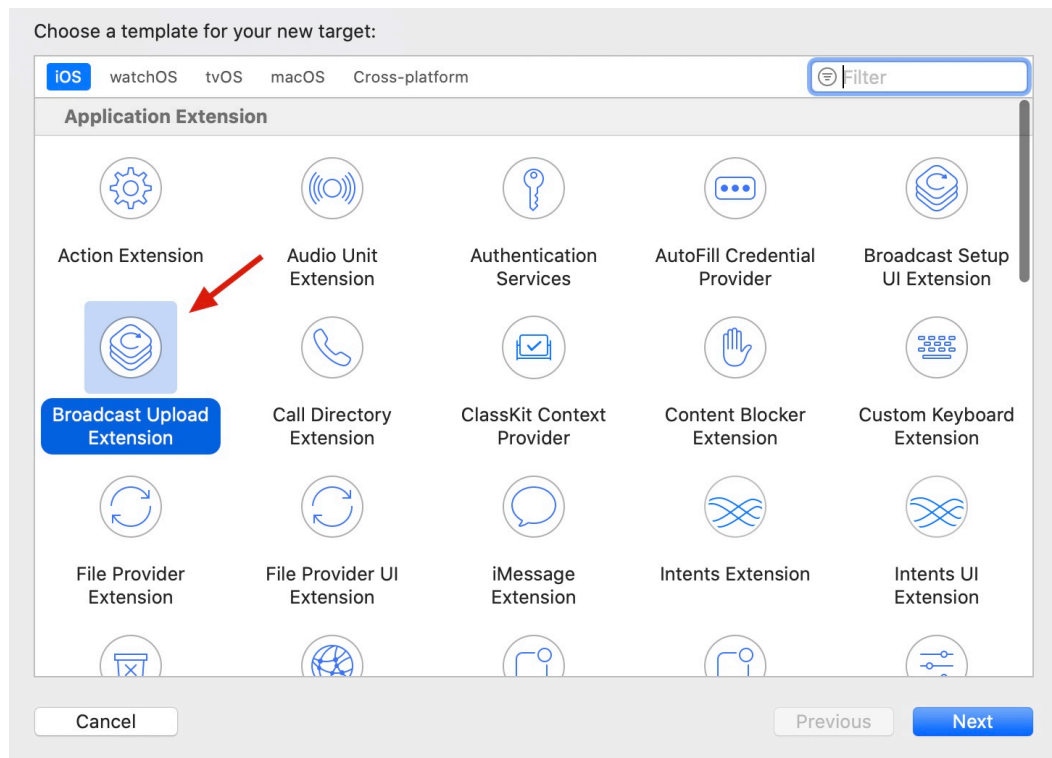 Choose a template for your new target:
iOS watchOS tvOS macOS Cross-platform Filter
Application Extension
Action Extension
Audio Unit
Extension
Authentication
Services
AutoFill Credential
Provider
Broadcast Setup
UI Extension
Broadcast Upload
Extension
Call Directory
Extension
ClassKit Context
Provider
Content Blocker
Extension
Custom Keyboard
Extension
File Provider
Extension
File Provider UI
Extension
iMessage
Extension
Intents Extension
Intents UI
Extension
Cancel Previous Next